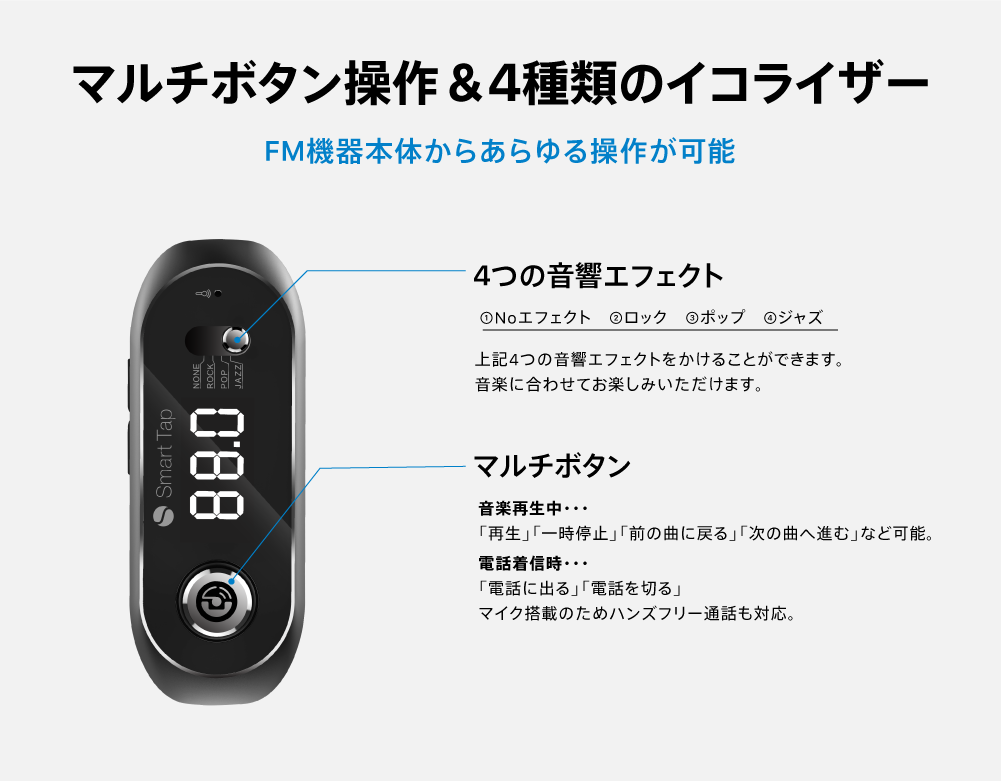 マルチボタン操作&4種類のイコライザー
FM機器本体からあらゆる操作が可能
4つの音響エフェクト
①Noエフェクト ②ロック ③ポップ ④ジャズ
上記4つの音響エフェクトをかけることができます。
音楽に合わせてお楽しみいただけます。
NONE
ROCK
POP
JAZZ
Smart Tap
88.0
マルチボタン
音楽再生中・・・
「再生」「一時停止」「前の曲に戻る」「次の曲へ進む」など可能。
電話着信時・・・
「電話に出る」「電話を切る」
マイク搭載のためハンズフリー通話も対応。